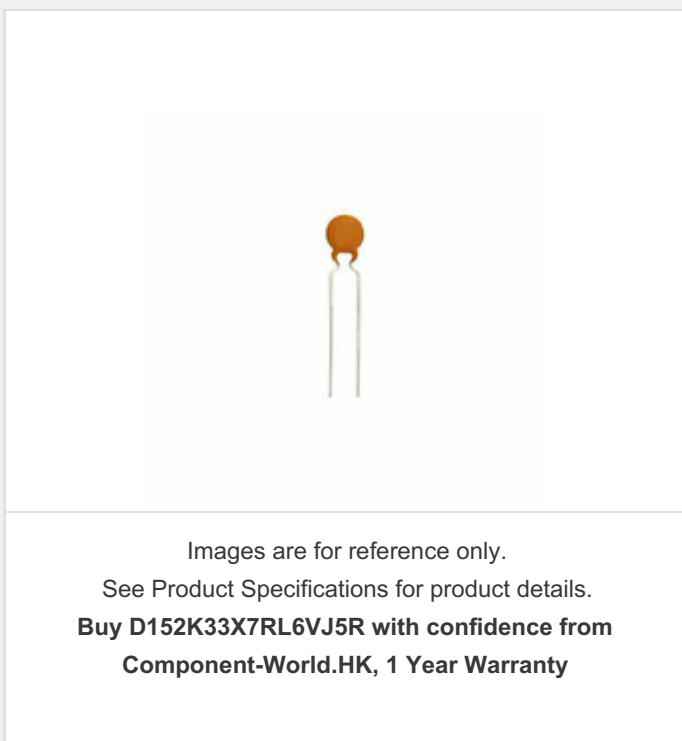 Images are for reference only.
See Product Specifications for product details.
Buy D152K33X7RL6VJ5R with confidence from
Component-World.HK, 1 Year Warranty